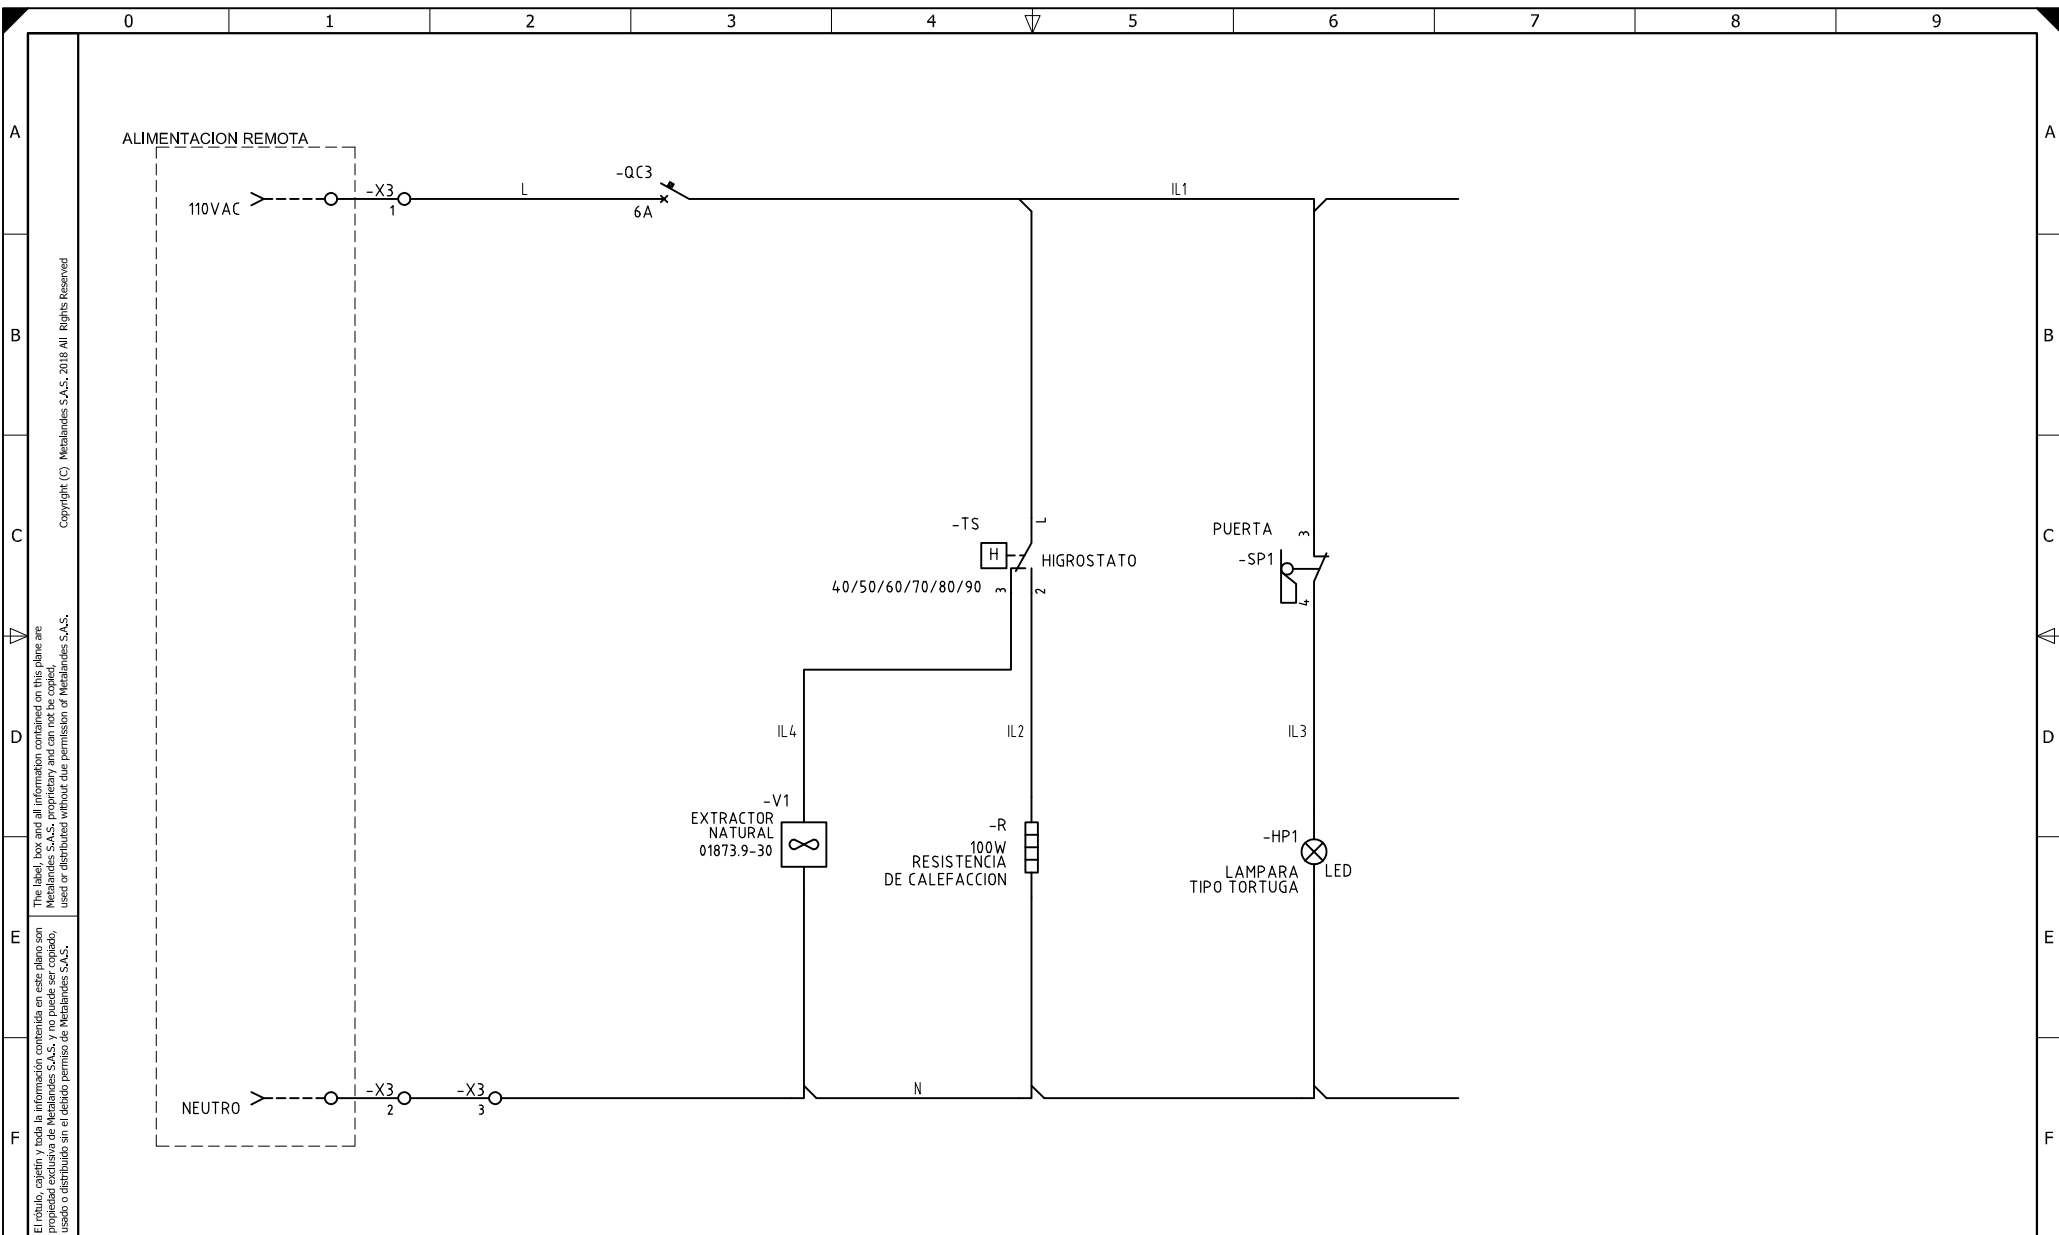 0 1 2 3 4 5 6 7 8 9
A A
ALIMENTACION REMOTA
-QC3
-X3 L IL1
110VAC 1 6A
B B
C C
-TS L PUERTA 3
H HIGROSTATO -SP1
40/50/60/70/80/90 3 2 4
D D
IL4 IL2 IL3
-V1
EXTRACTOR
NATURAL
01873.9-30
-R
100W
RESISTENCIA
DE CALEFACCION
-HP1
LAMPARA LED
TIPO TORTUGA
E E
-X3 -X3 N
NEUTRO 2 3
F F
Copyright (C) Metalandes S.A.S. 2018 All Rights Reserved
The label, box and all information contained on this plane are
Metalandes S.A.S. proprietary and can not be copied,
used or distributed without due permission of Metalandes S.A.S.
El rótulo, cajetín y toda la información contenida en este plano son
propiedad exclusiva de Metalandes S.A.S. y no puede ser copiado,
usado o distribuido sin el debido permiso de Metalandes S.A.S.